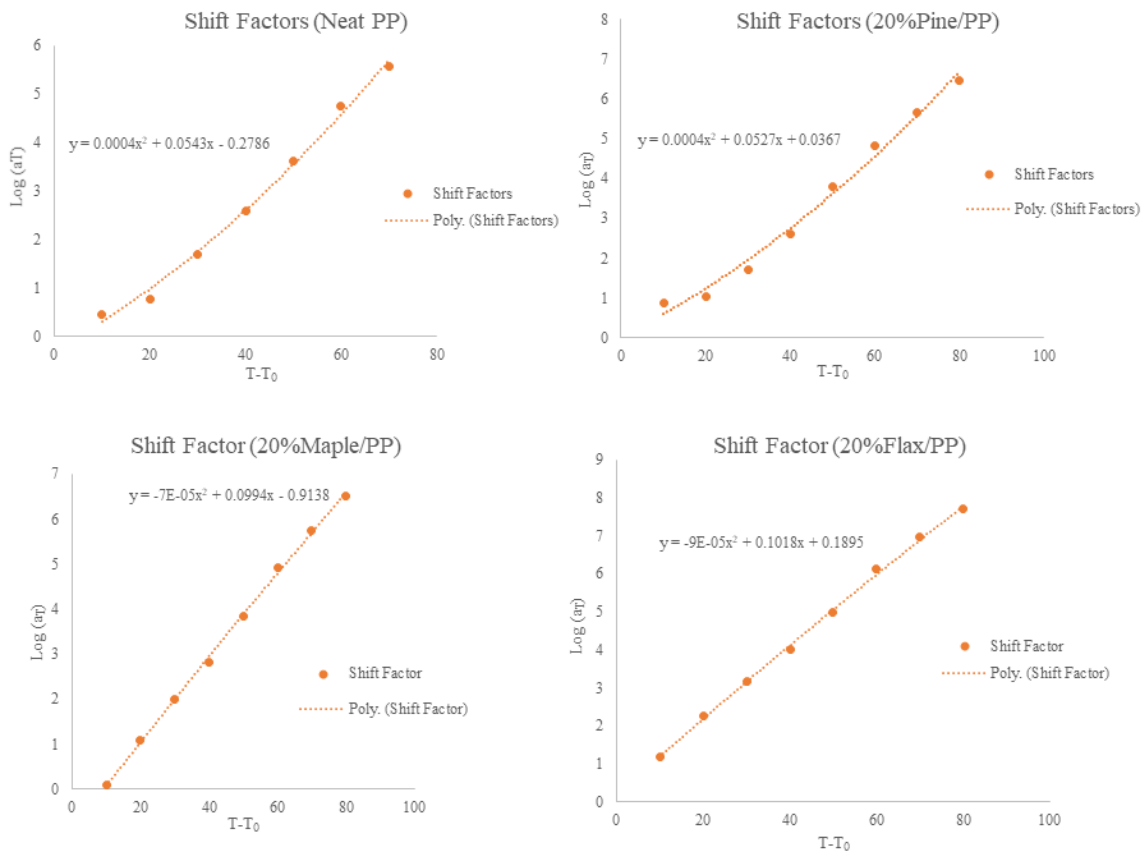 Shift Factors (Neat PP)
6
5
4
3
2
1
0
Log (aT)
y = 0.0004x² + 0.0543x - 0.2786
Shift Factors
Poly. (Shift Factors)
0
20
40
60
80
T-T₀
Shift Factors (20%Pine/PP)
8
7
6
5
4
3
2
1
0
Log (aT)
y = 0.0004x² + 0.0527x + 0.0367
Shift Factors
Poly. (Shift Factors)
0
20
40
60
80
100
T-T₀
Shift Factor (20%Maple/PP)
7
6
5
4
3
2
1
0
Log (aT)
y = -7E-05x² + 0.0994x - 0.9138
Shift Factor
Poly. (Shift Factor)
0
20
40
60
80
100
T-T₀
Shift Factor (20%Flax/PP)
9
8
7
6
5
4
3
2
1
0
Log (aT)
y = -9E-05x² + 0.1018x + 0.1895
Shift Factor
Poly. (Shift Factor)
0
20
40
60
80
100
T-T₀